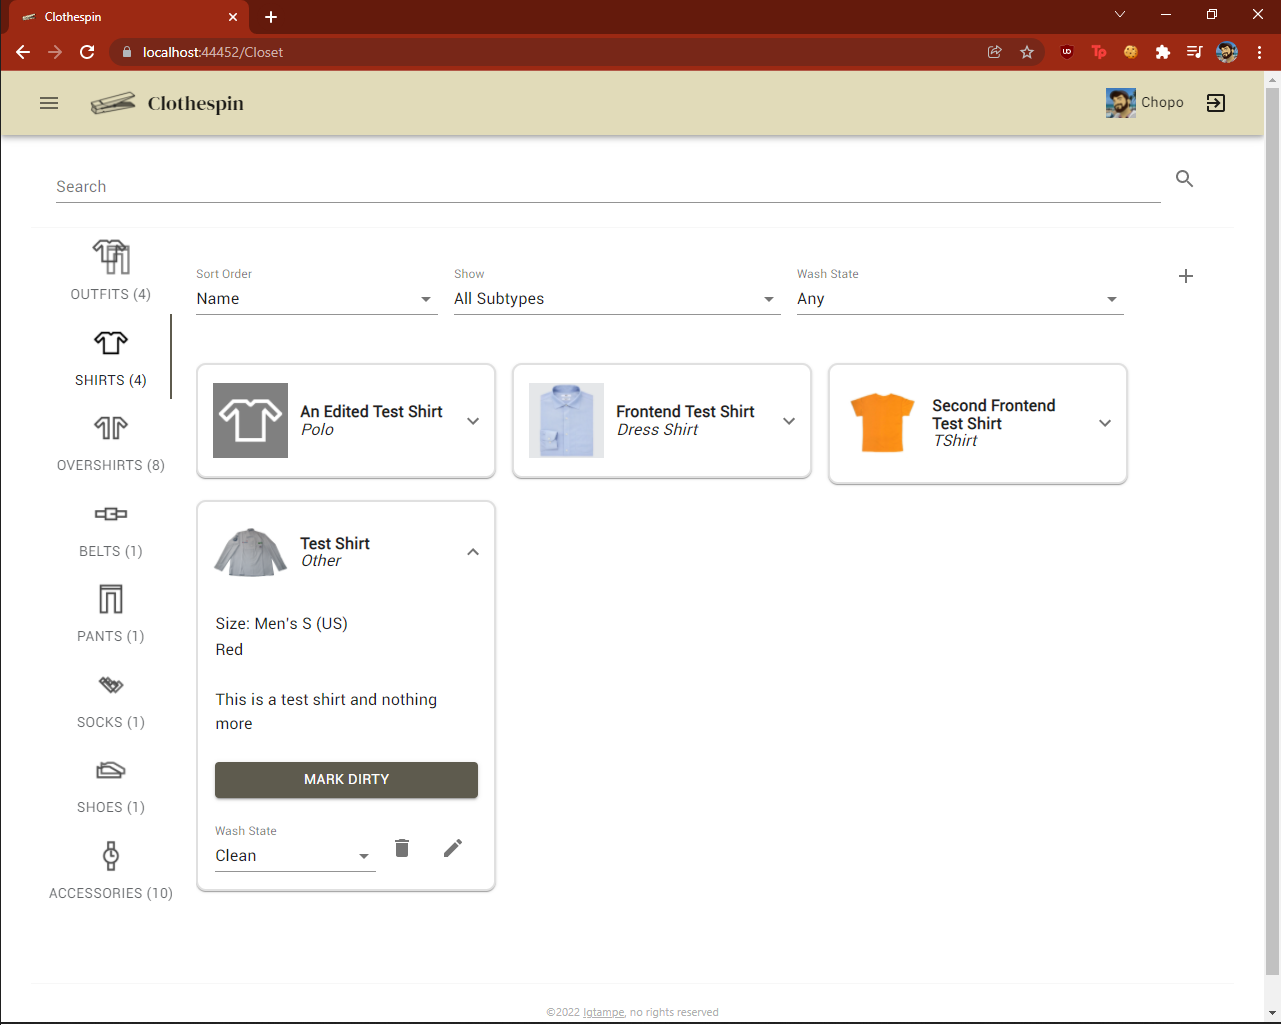 Clothespin
localhost:44452/Closet
Clothespin
Chopo
Search
OUTFITS (4)
SHIRTS (4)
OVERSHIRTS (8)
BELTS (1)
PANTS (1)
SOCKS (1)
SHOES (1)
ACCESSORIES (10)
Sort Order
Name
Show
All Subtypes
Wash State
Any
An Edited Test Shirt
Polo
Frontend Test Shirt
Dress Shirt
Second Frontend
Test Shirt
TShirt
Test Shirt
Other
Size: Men's S (US)
Red
This is a test shirt and nothing
more
MARK DIRTY
Wash State
Clean
©2022 Igtampe, no rights reserved